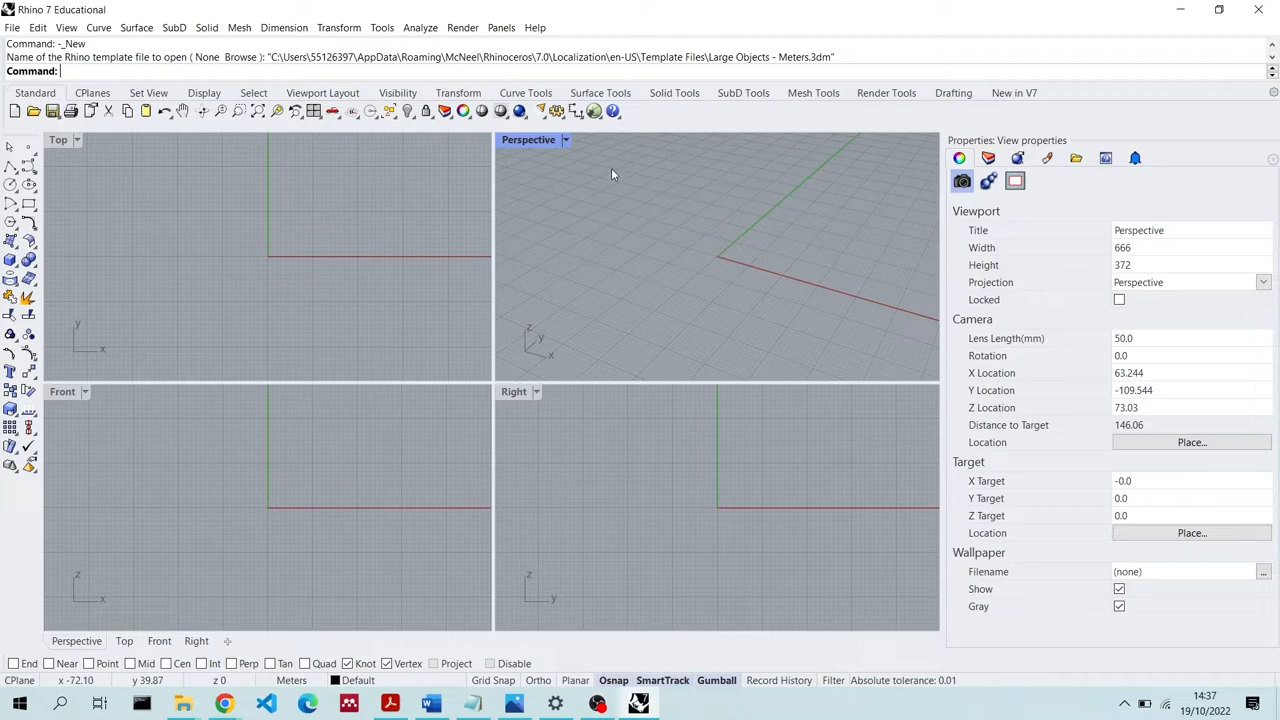 Rhino 7 Educational
File Edit View Curve Surface SubD Solid Mesh Dimension Transform Tools Analyze Render Panels Help
Command: -_New
Name of the Rhino template file to open ( None Browse ): "C:\Users\55126397\AppData\Roaming\McNeel\Rhinoceros\7.0\Localization\en-US\Template Files\Large Objects - Meters.3dm"
Command:
Standard CPlanes Set View Display Select Viewport Layout Visibility Transform Curve Tools Surface Tools Solid Tools SubD Tools Mesh Tools Render Tools Drafting New in V7
Top
y
x
Perspective
z
y
x
Front
z
x
Right
z
y
Properties: View properties
Viewport
Title Perspective
Width 666
Height 372
Projection Perspective
Locked
Camera
Lens Length(mm) 50.0
Rotation 0.0
X Location 63.244
Y Location -109.544
Z Location 73.03
Distance to Target 146.06
Location Place...
Target
X Target -0.0
Y Target 0.0
Z Target 0.0
Location Place...
Wallpaper
Filename (none) ...
Show
Gray
Perspective Top Front Right
End Near Point Mid Cen Int Perp Tan Quad Knot Vertex Project Disable
CPlane x -72.10 y 39.87 z 0 Meters Default Grid Snap Ortho Planar Osnap SmartTrack Gumball Record History Filter Absolute tolerance: 0.01
14:37
19/10/2022